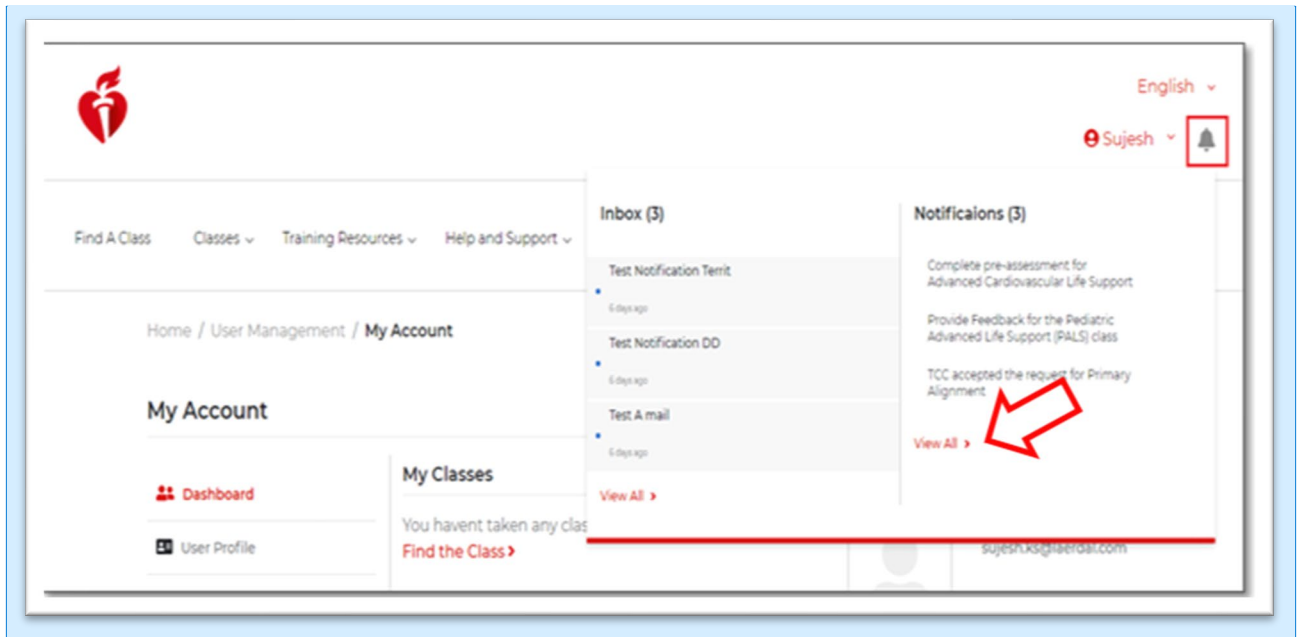 English
Sujesh
Find A Class Classes Training Resources Help and Support
Inbox (3)
Test Notification Territ
6 days ago
Test Notification DD
6 days ago
Test A mail
6 days ago
View All
Notificaions (3)
Complete pre-assessment for
Advanced Cardiovascular Life Support
Provide Feedback for the Pediatric
Advanced Life Support (PALS) class
TCC accepted the request for Primary
Alignment
View All
Home / User Management / My Account
My Account
Dashboard
User Profile
My Classes
You havent taken any clas
Find the Class
sujesh.ks@laerdal.com